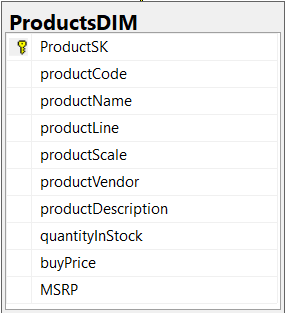 ProductsDIM
ProductSK
productCode
productName
productLine
productScale
productVendor
productDescription
quantityInStock
buyPrice
MSRP